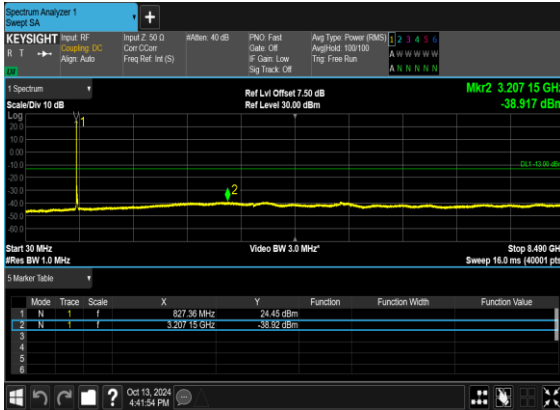 Spectrum Analyzer 1
Swept SA
+
KEYSIGHT Input: RF Input Z: 50 Ω #Atten: 40 dB PNO: Fast Avg Type: Power (RMS) 1 2 3 4 5 6
R T Coupling: DC Corr CCorr Gate: Off Avg|Hold: 100/100 A W W W W W
Align: Auto Freq Ref: Int (S) IF Gain: Low Trig: Free Run
Sig Track: Off A N N N N N
1 Spectrum
Scale/Div 10 dB Ref Lvl Offset 7.50 dB Mkr2 3.207 15 GHz
Ref Level 30.00 dBm -38.917 dBm
Log
20.0
10.0
0.00
-10.0 DL1 -13.00 dBm
-20.0
-30.0
-40.0
-50.0
-60.0
1
2
Start 30 MHz Video BW 3.0 MHz* Stop 8.490 GH
#Res BW 1.0 MHz Sweep 16.0 ms (40001 pts
5 Marker Table
Mode Trace Scale X Y Function Function Width Function Value
1 N 1 f 827.36 MHz 24.45 dBm
2 N 1 f 3.207 15 GHz -38.92 dBm
3
4
5
6
? Oct 13, 2024
4:41:54 PM